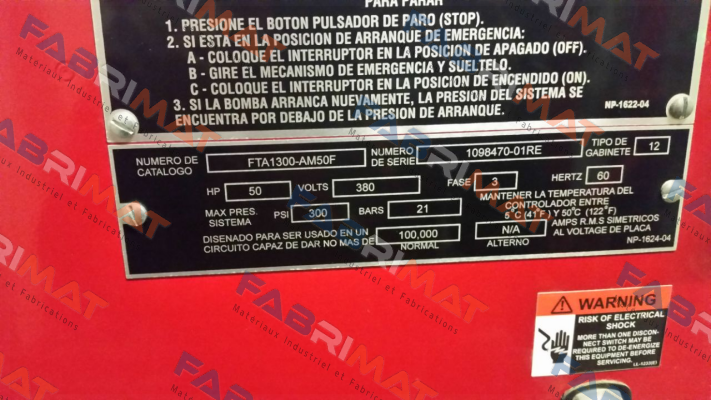 PARA PARAR
1. PRESIONE EL BOTON PULSADOR DE PARO (STOP).
2. SI ESTA EN LA POSICION DE ARRANQUE DE EMERGENCIA:
A - COLOQUE EL INTERRUPTOR EN LA POSICION DE APAGADO (OFF).
B - GIRE EL MECANISMO DE EMERGENCIA Y SUELTELO.
C - COLOQUE EL INTERRUPTOR EN LA POSICION DE ENCENDIDO (ON).
3. SI LA BOMBA ARRANCA NUEVAMENTE, LA PRESION DEL SISTEMA SE
ENCUENTRA POR DEBAJO DE LA PRESION DE ARRANQUE.
NP-1622-04
NUMERO DE CATALOGO FTA1300-AM50F NUMERO DE SERIE 1098470-01RE TIPO DE GABINETE 12
HP 50 VOLTS 380 FASE 3 HERTZ 60
MAX PRES. SISTEMA PSI 300 BARS 21
MANTENER LA TEMPERATURA DEL
CONTROLADOR ENTRE
5°C (41°F) Y 50°C (122°F)
DISENADO PARA SER USADO EN UN
CIRCUITO CAPAZ DE DAR NO MAS DE
100,000 NORMAL
N/A ALTERNO
AMPS R.M.S SIMETRICOS
AL VOLTAGE DE PLACA
NP-1624-04
WARNING
RISK OF ELECTRICAL
SHOCK
MORE THAN ONE DISCON-
NECT SWITCH MAY BE
REQUIRED TO DE-ENERGIZE
THIS EQUIPMENT BEFORE
SERVICING.
FABRIMAT
Materiaux Industriel et Fabrications